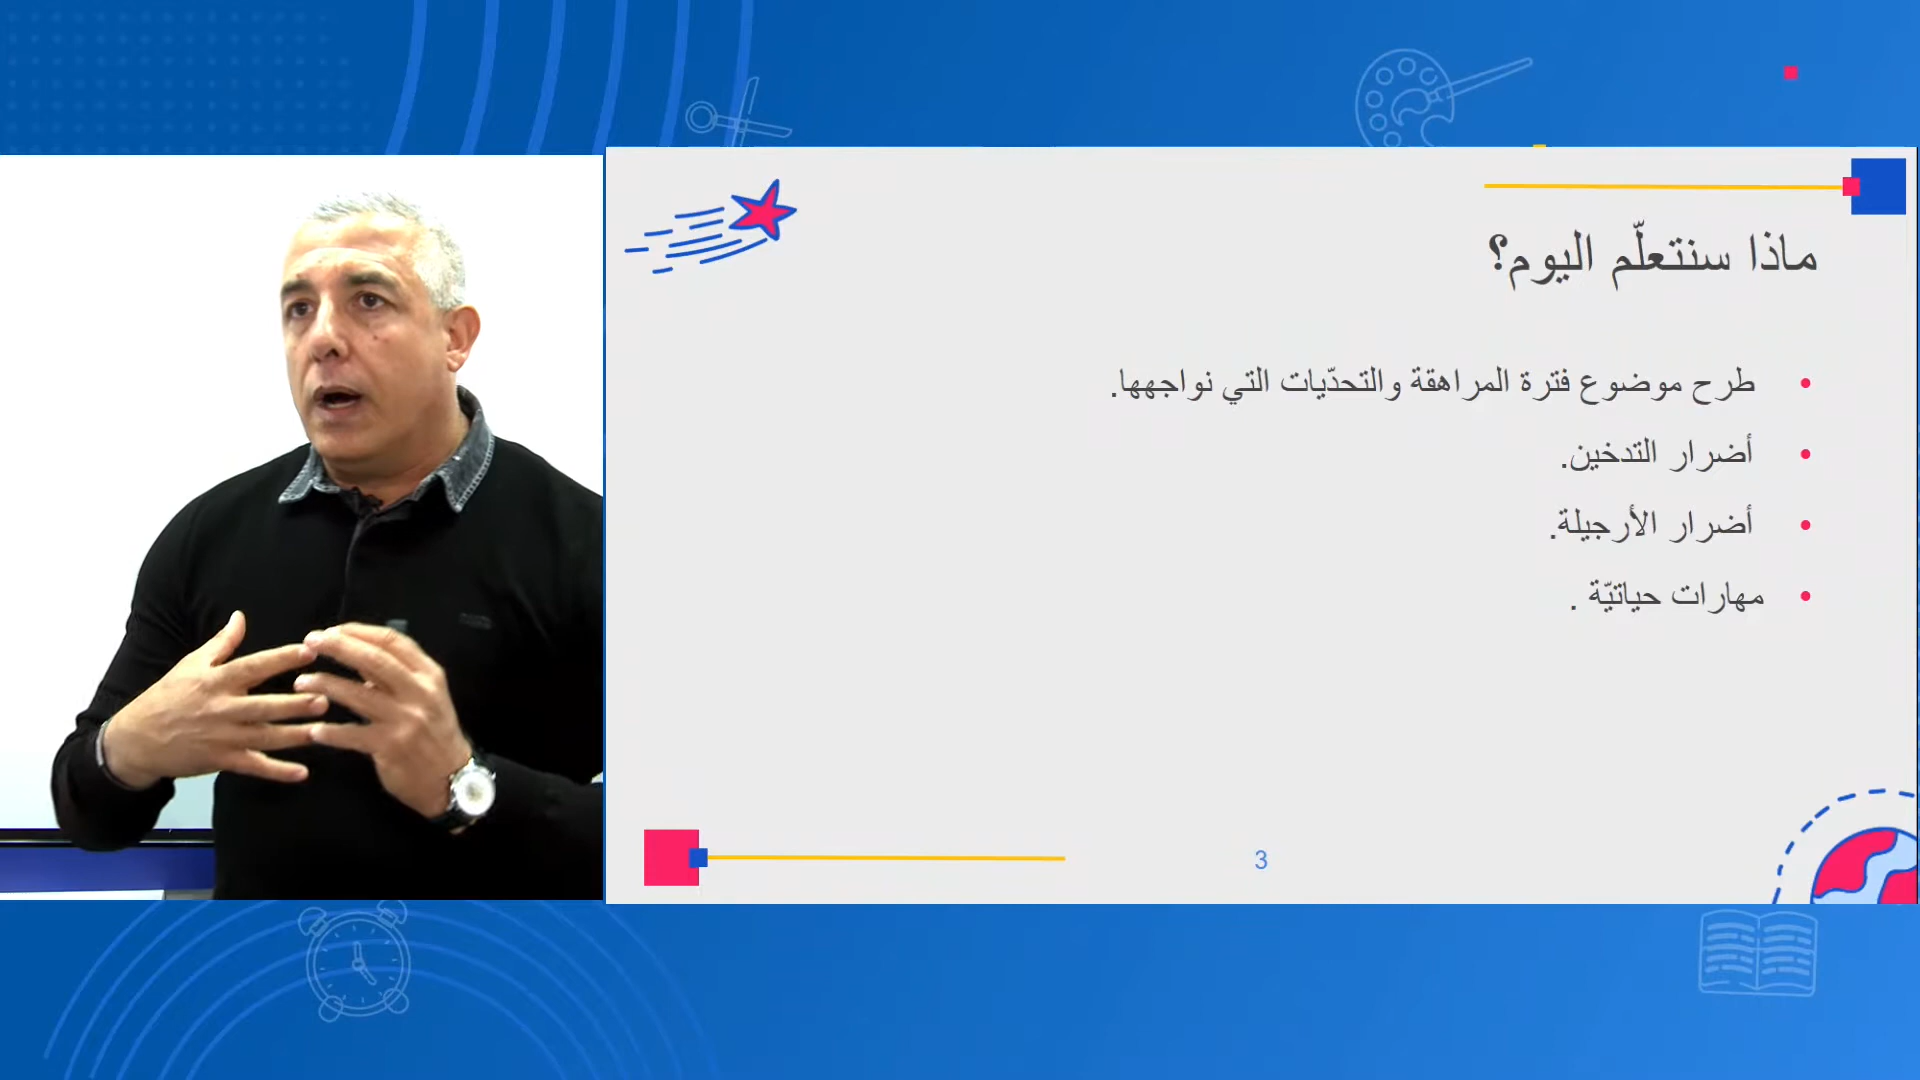 ماذا سنتعلّم اليوم؟
طرح موضوع فترة المراهقة والتحدّيات التي نواجهها.
أضرار التدخين.
أضرار الأرجيلة.
مهارات حياتيّة .
3